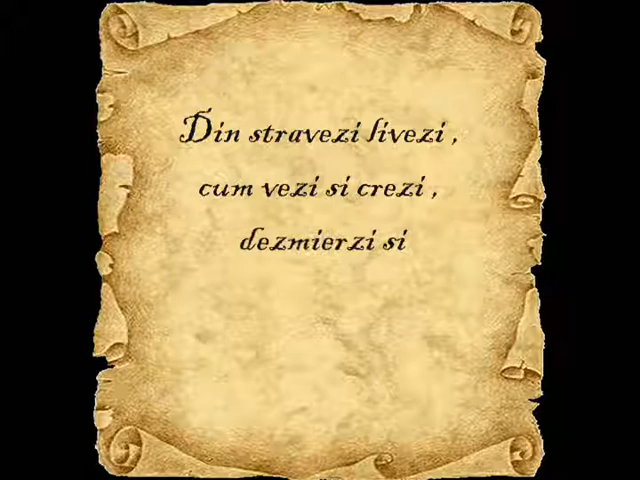 Din stravezi livezi ,
cum vezi si crezi ,
dezmierzi si